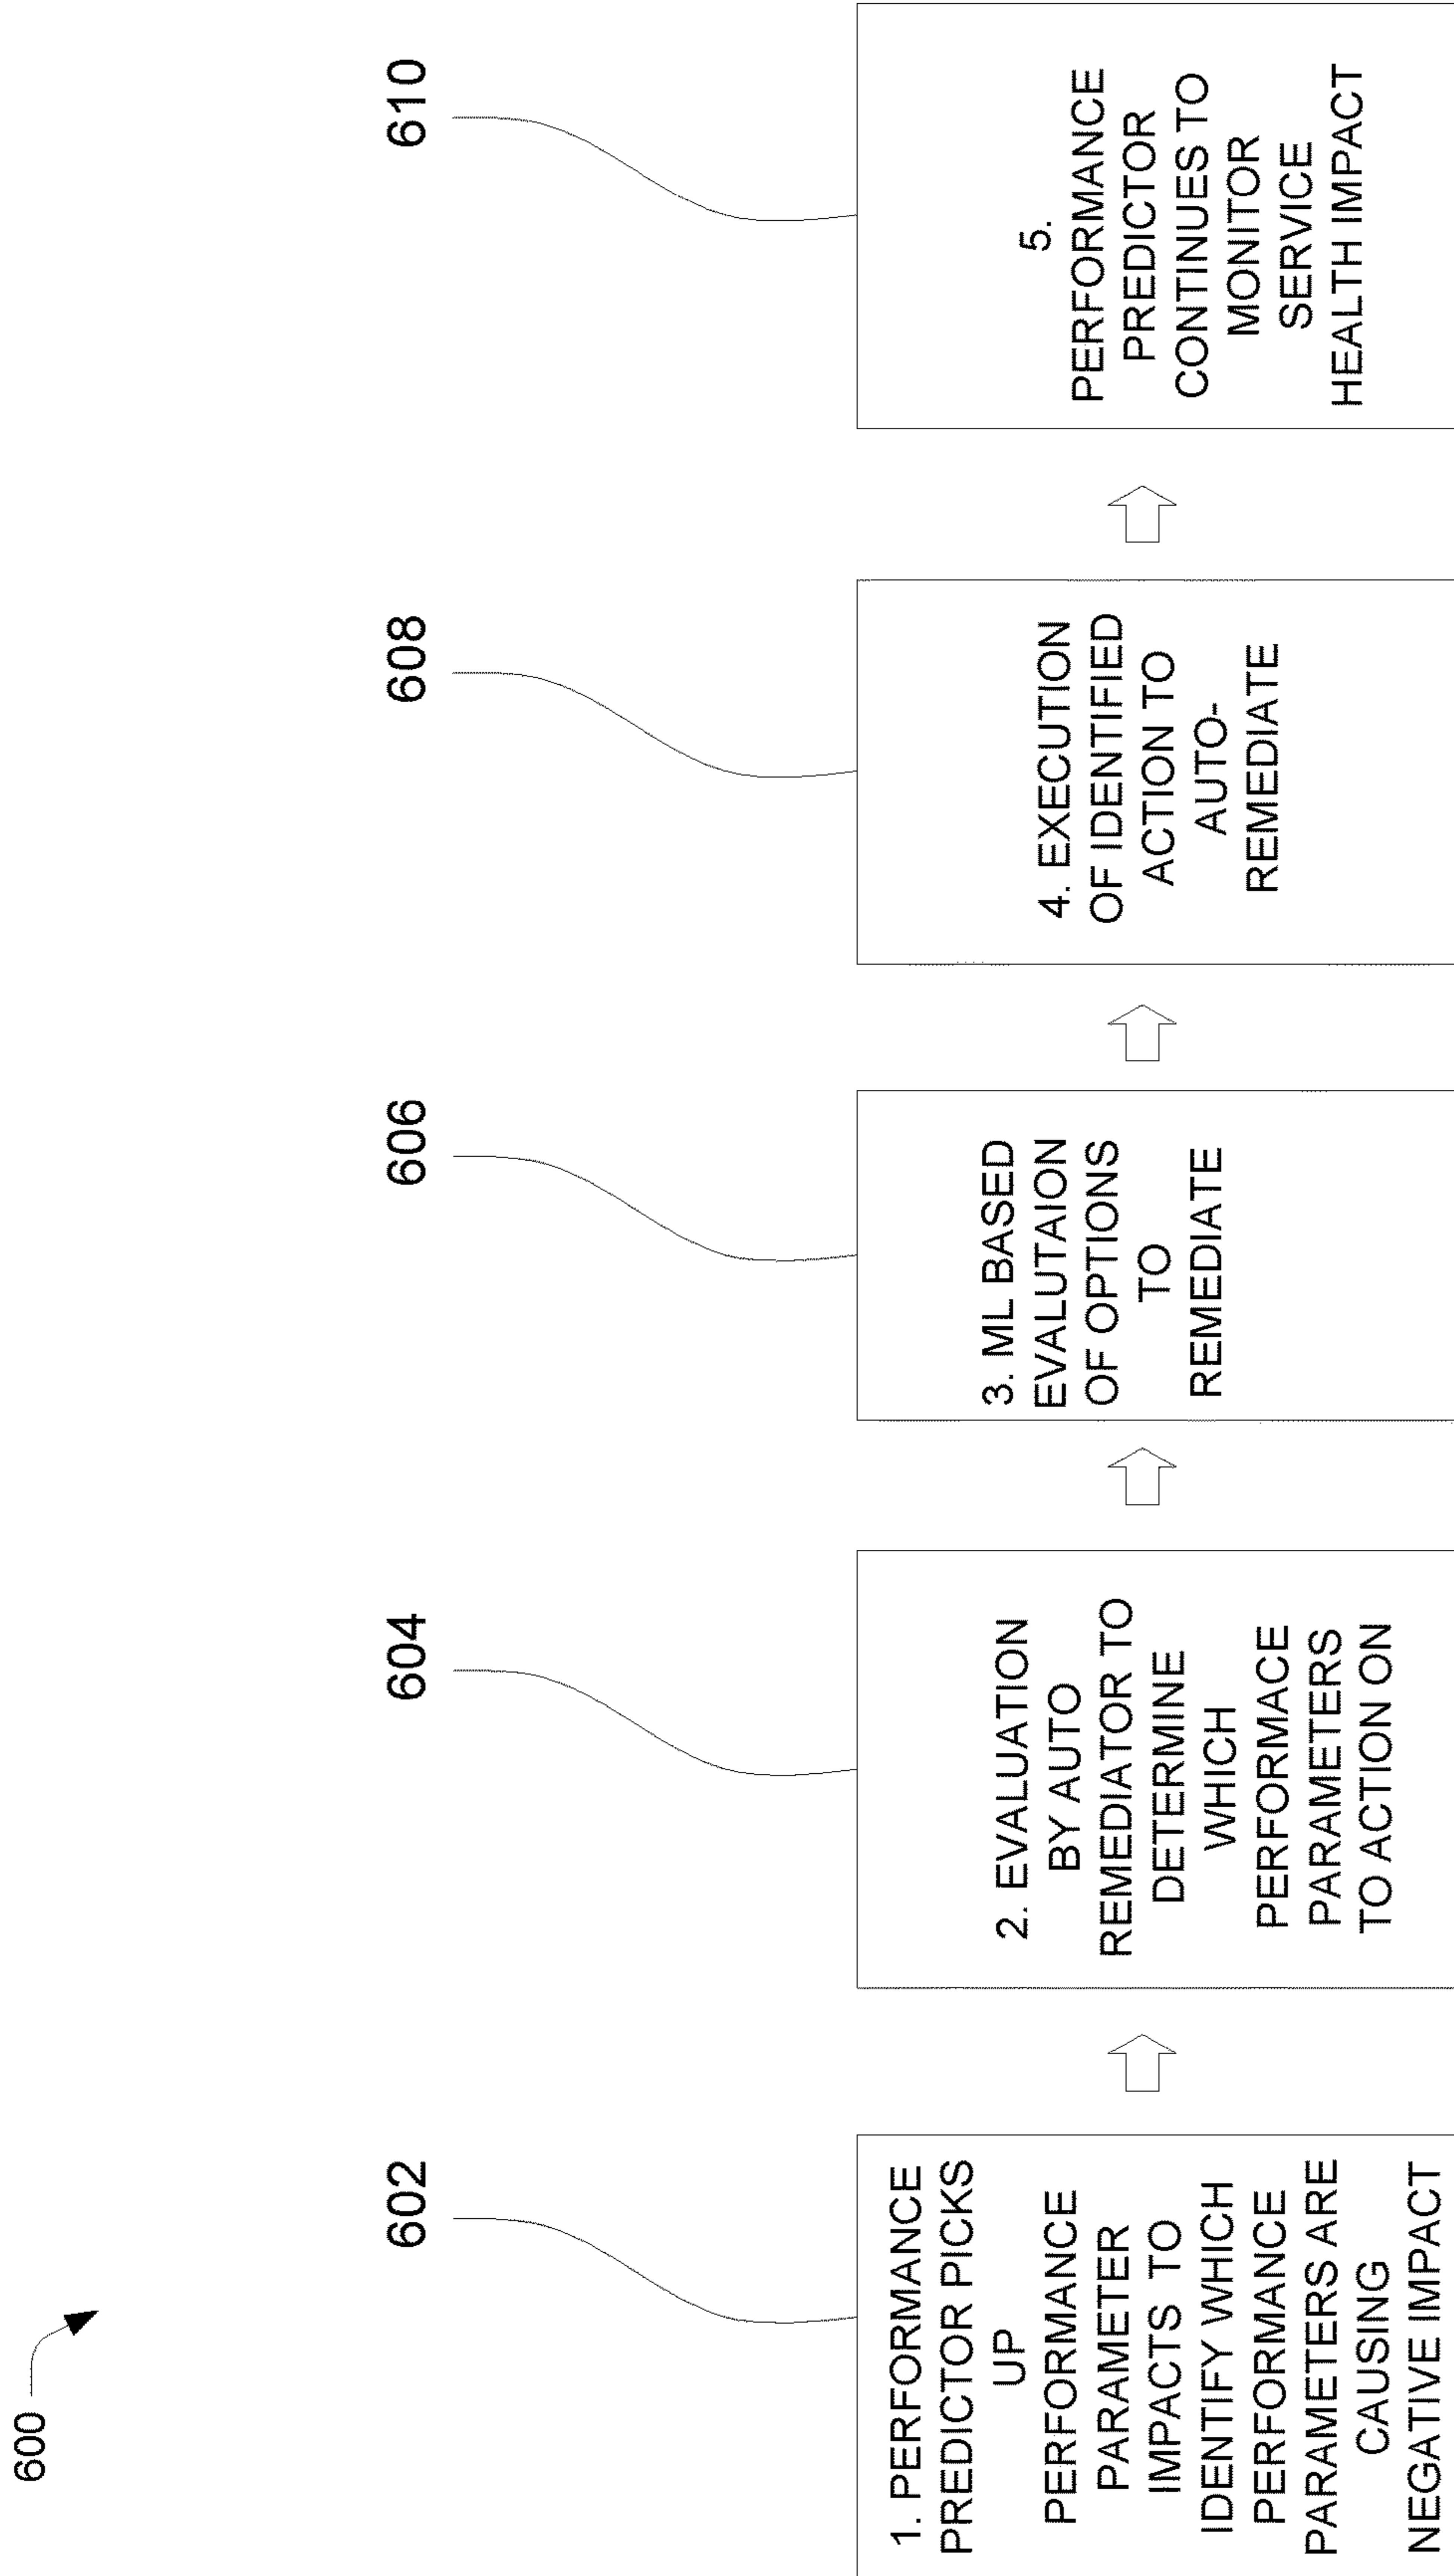 600
602
1. PERFORMANCE
PREDICTOR PICKS
UP
PERFORMANCE
PARAMETER
IMPACTS TO
IDENTIFY WHICH
PERFORMANCE
PARAMETERS ARE
CAUSING
NEGATIVE IMPACT
604
2. EVALUATION
BY AUTO
REMEDIATOR TO
DETERMINE
WHICH
PERFORMACE
PARAMETERS
TO ACTION ON
606
3. ML BASED
EVALUTAION
OF OPTIONS
TO
REMEDIATE
608
4. EXECUTION
OF IDENTIFIED
ACTION TO
AUTO-
REMEDIATE
610
5.
PERFORMANCE
PREDICTOR
CONTINUES TO
MONITOR
SERVICE
HEALTH IMPACT